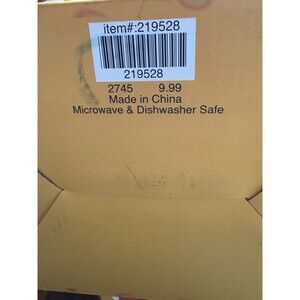 item#:219528
219528
2745 9.99
Made in China
Microwave & Dishwasher Safe